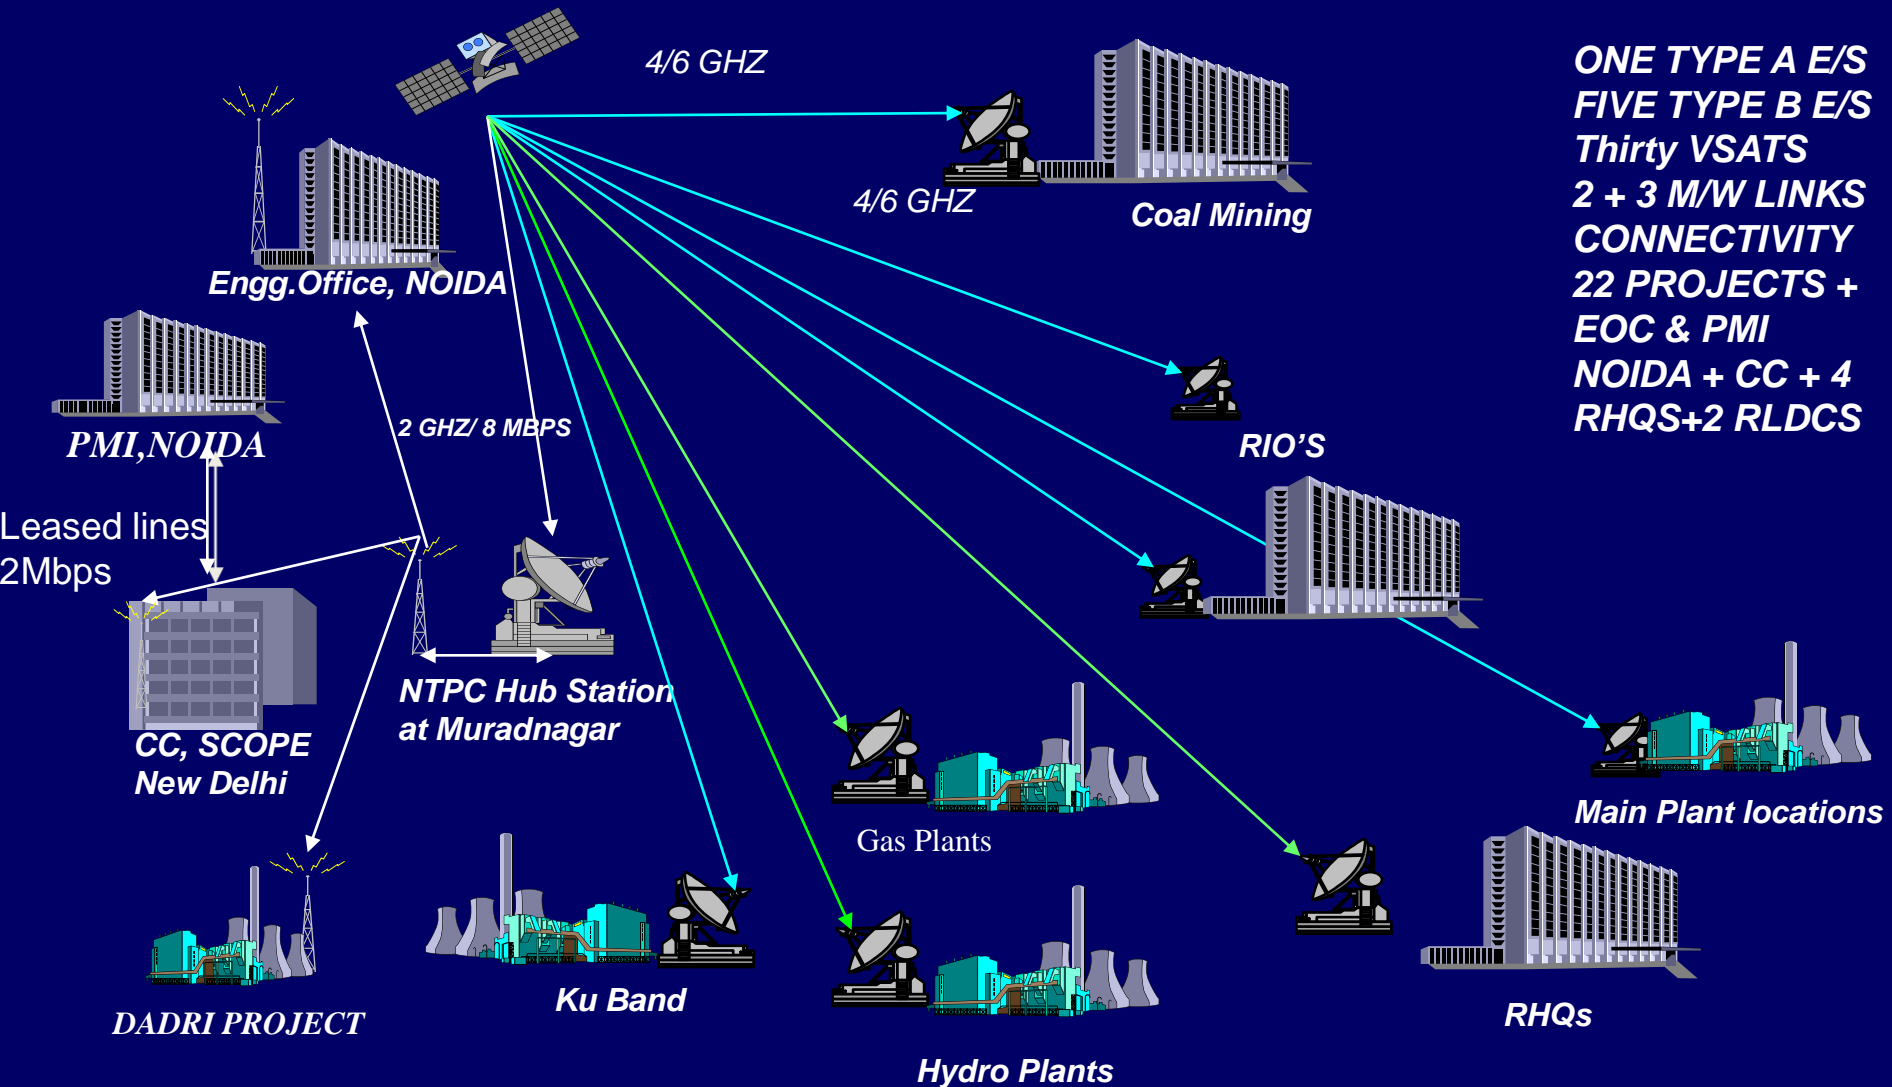 4/6 GHZ
ONE TYPE A E/S
FIVE TYPE B E/S
Thirty VSATS
2 + 3 M/W LINKS
CONNECTIVITY
22 PROJECTS +
EOC & PMI
NOIDA + CC + 4
RHQS+2 RLDCS
4/6 GHZ
Coal Mining
Engg.Office, NOIDA
PMI,NOIDA
2 GHZ/ 8 MBPS
RIO’S
Leased lines
2Mbps
NTPC Hub Station
at Muradnagar
CC, SCOPE
New Delhi
Main Plant locations
Gas Plants
Ku Band
RHQs
DADRI PROJECT
Hydro Plants